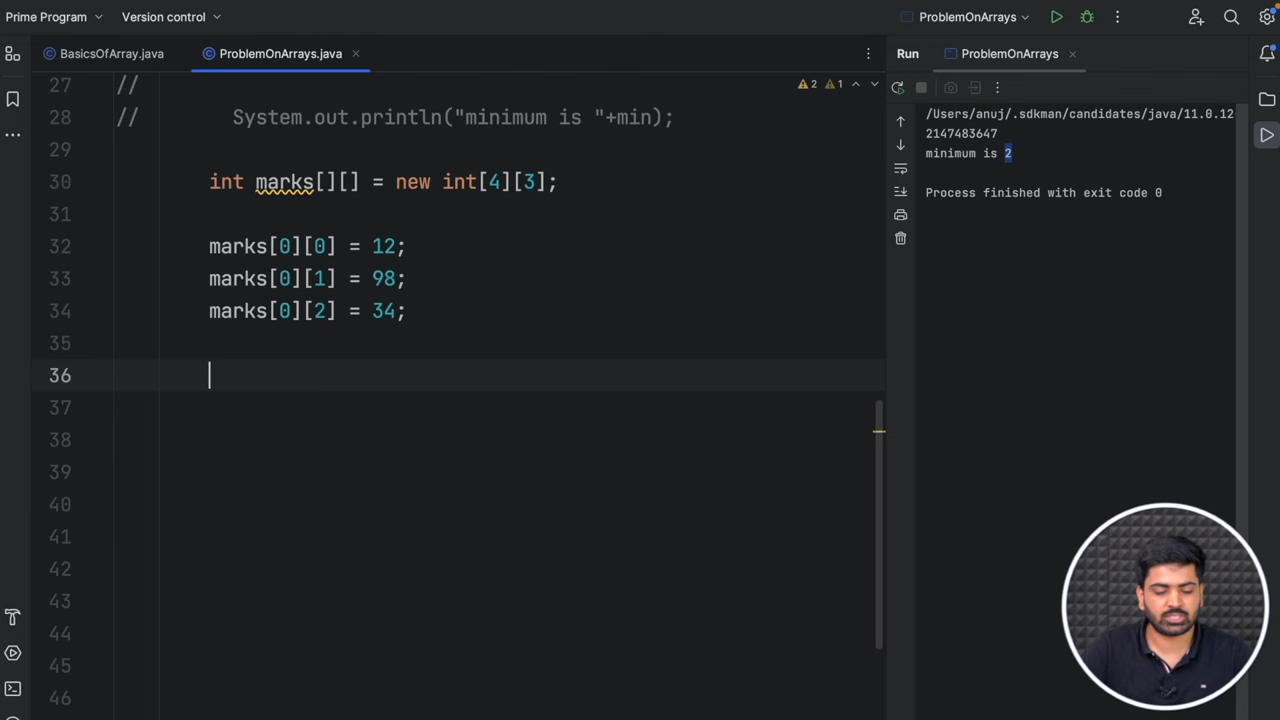 Prime Program Version control ProblemOnArrays
BasicsOfArray.java ProblemOnArrays.java Run ProblemOnArrays
27 //
28 // System.out.println("minimum is "+min);
29
30 int marks[][] = new int[4][3];
31
32 marks[0][0] = 12;
33 marks[0][1] = 98;
34 marks[0][2] = 34;
35
36
37
38
39
40
41
42
43
44
45
46
2 1
/Users/anuj/.sdkman/candidates/java/11.0.12
2147483647
minimum is 2
Process finished with exit code 0